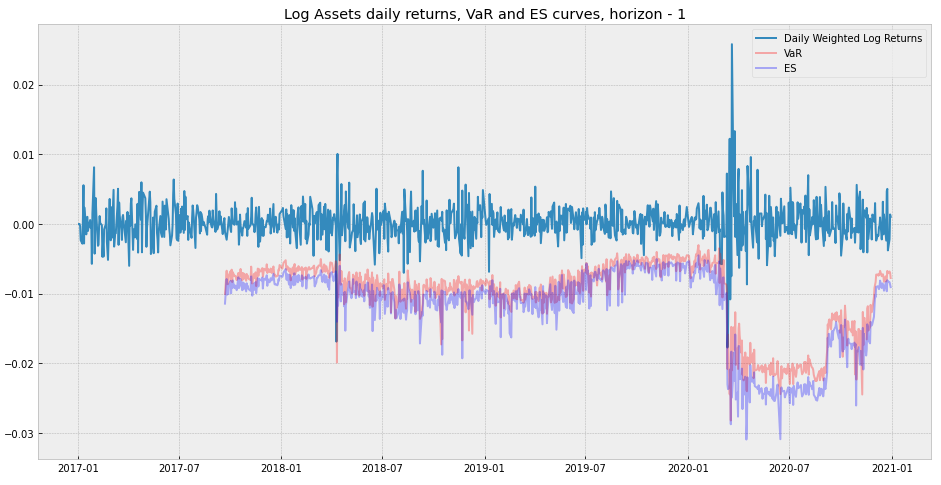 Log Assets daily returns, VaR and ES curves, horizon - 1
Daily Weighted Log Returns
VaR
ES
0.02
0.01
0.00
−0.01
−0.02
−0.03
2017-01 2017-07 2018-01 2018-07 2019-01 2019-07 2020-01 2020-07 2021-01